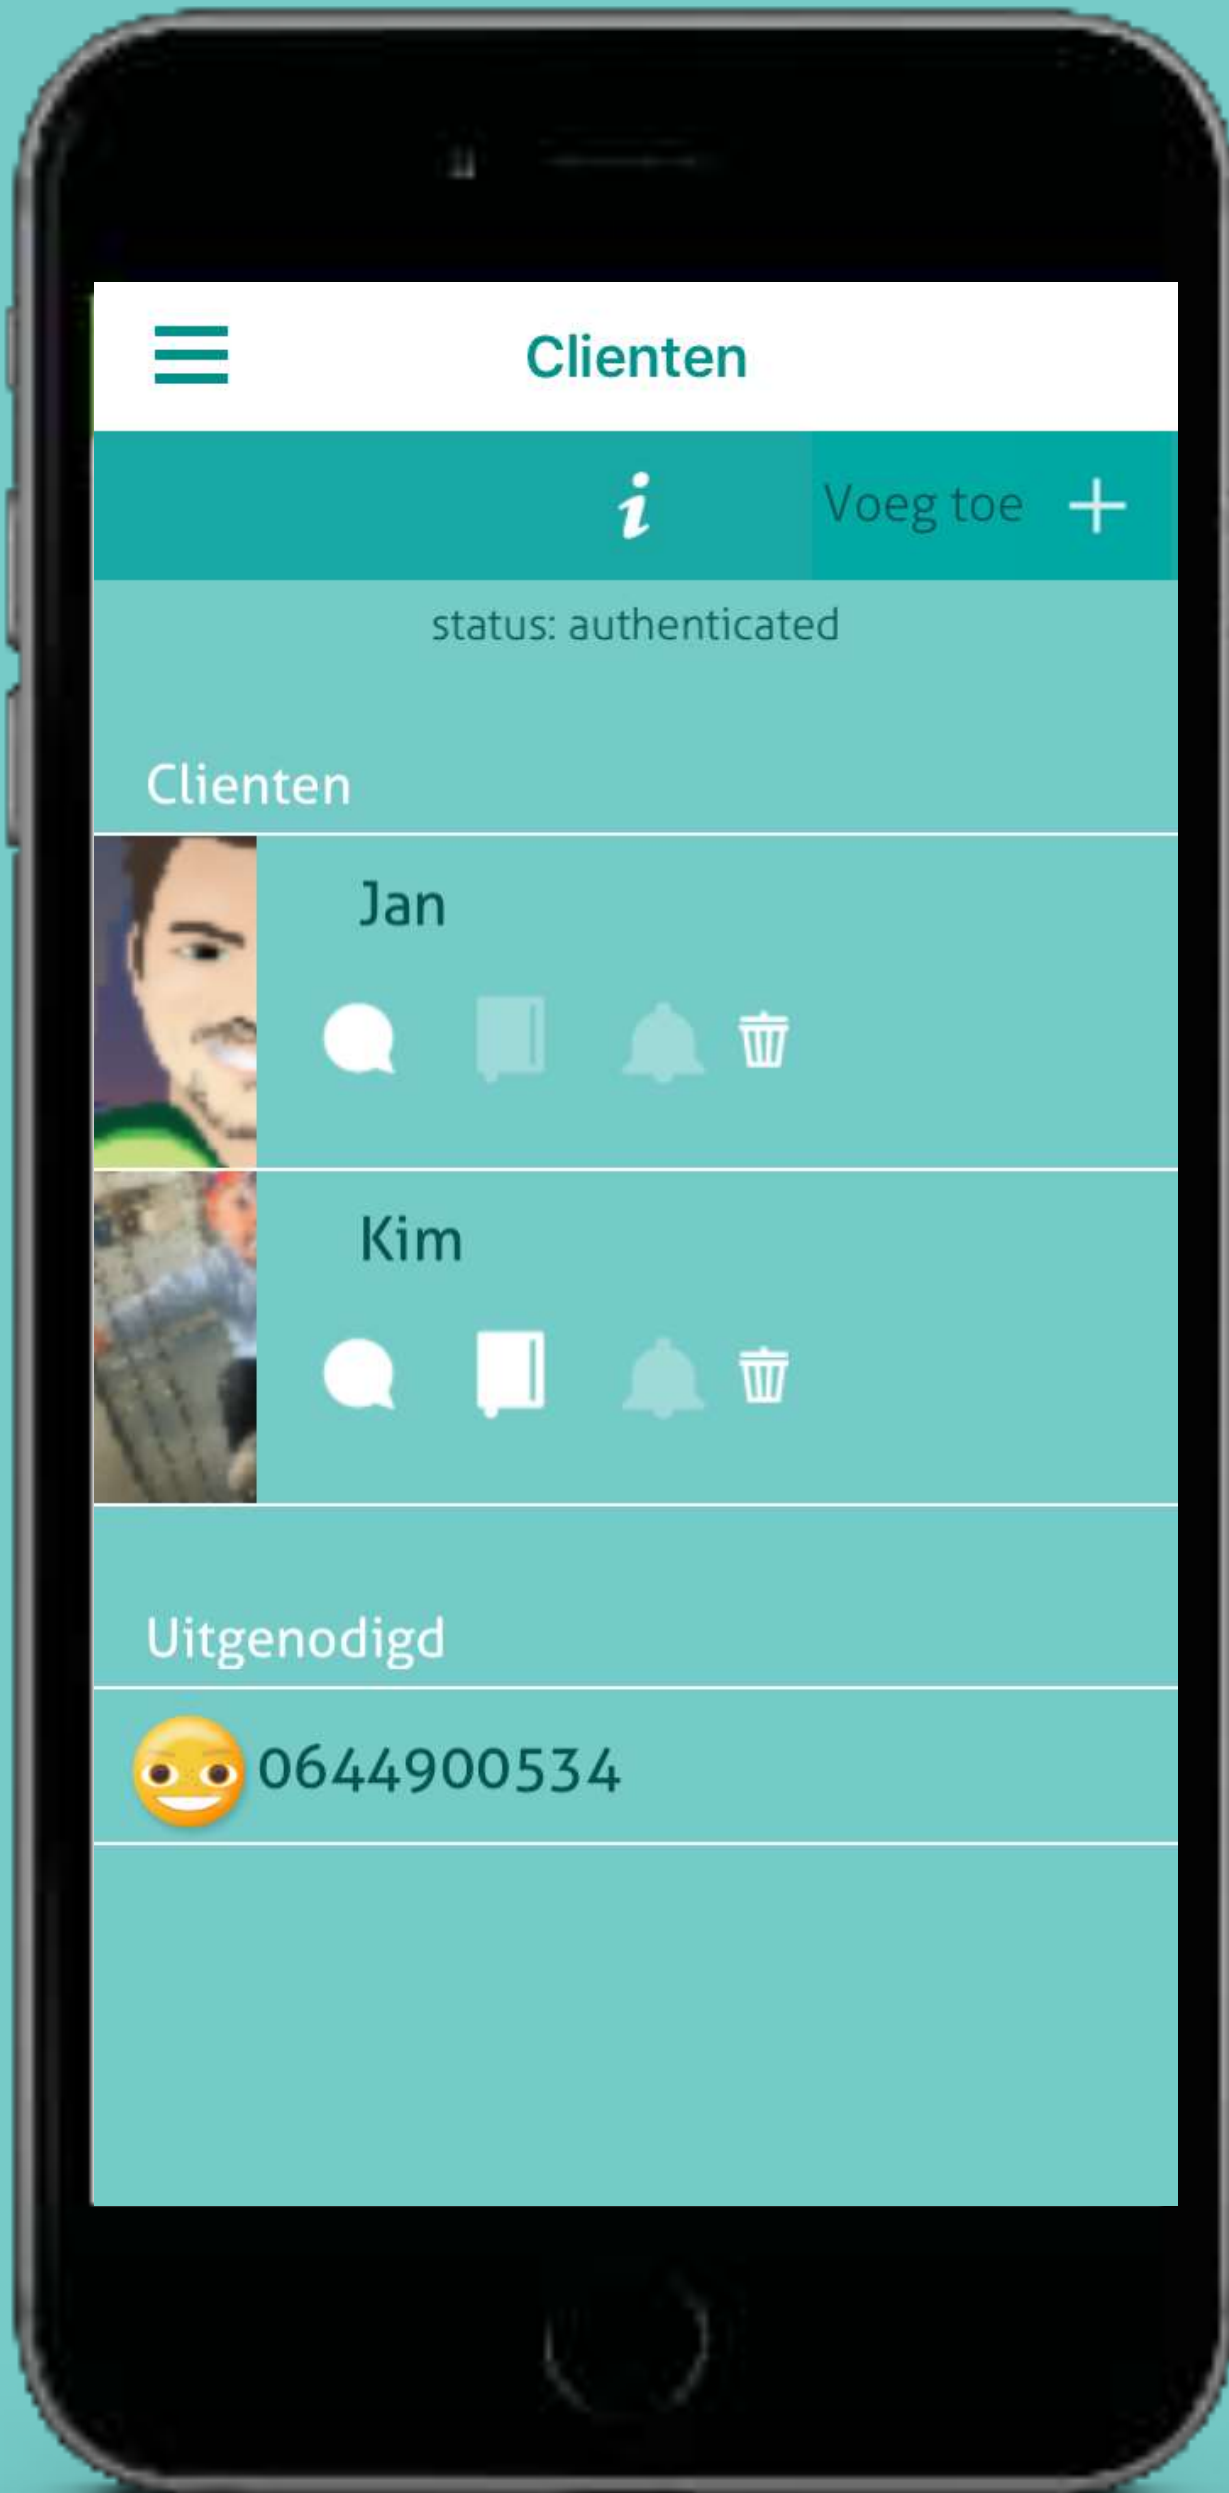 Clienten
i
Voeg toe +
status: authenticated
Clienten
Jan
Kim
Uitgenodigd
0644900534